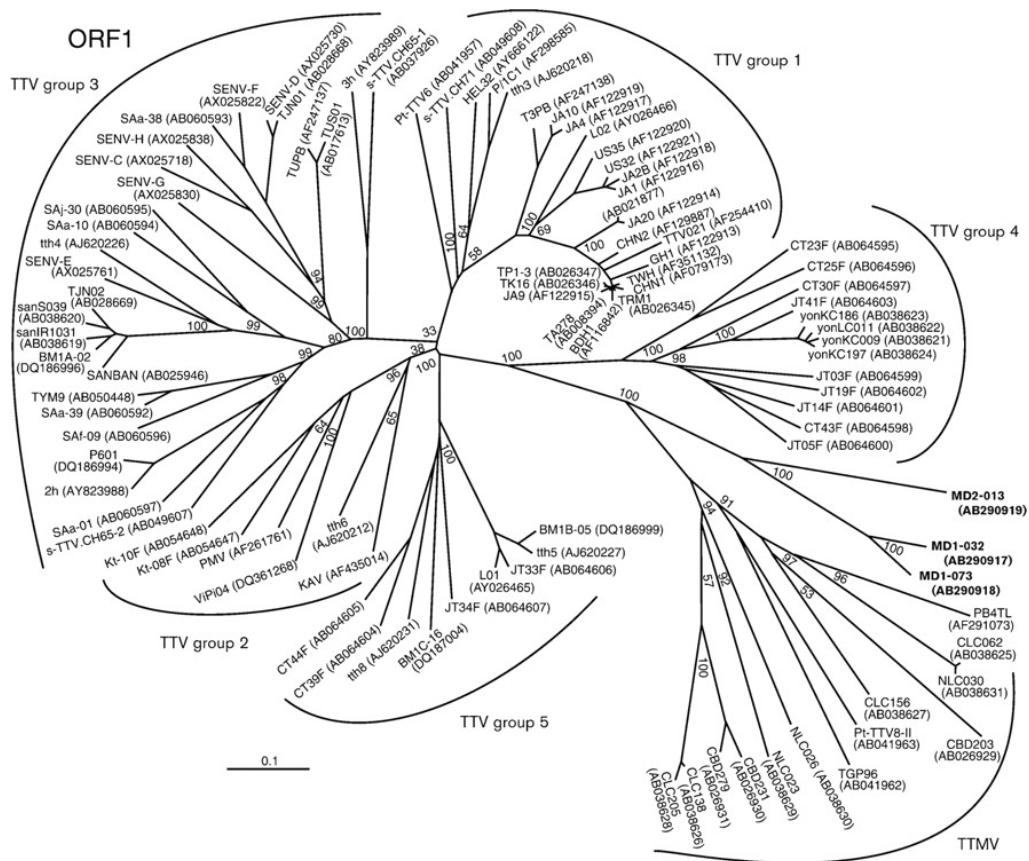 ORF1
TTV group 3
SENV-F
(AX025822)
SENV-D (AX025730)
TJN01 (AB028668)
TUPB (AF247137)
TUS01
(AB017613)
3h (AY823989)
s-TTV.CH65-1
(AB037926)
SAa-38 (AB060593)
SENV-H (AX025838)
SENV-C (AX025718)
SENV-G
(AX025830)
SAj-30 (AB060595)
SAa-10 (AB060594)
tth4 (AJ620226)
SENV-E
(AX025761)
TJN02
(AB028669)
sanS039
(AB038620)
sanIR1031
(AB038619)
BM1A-02
(DQ186996)
SANBAN (AB025946)
TYM9 (AB050448)
SAa-39 (AB060592)
SAf-09 (AB060596)
P601
(DQ186994)
2h (AY823988)
SAa-01 (AB060597)
s-TTV.CH65-2 (AB049607)
94
99
100
99
80
100
99
98
33
38
TTV group 1
Pt-TTV6 (AB041957)
s-TTV.CH71 (AB049608)
HEL32 (AY666122)
P/1C1 (AF298585)
tth3 (AJ620218)
T3PB (AF247138)
JA10 (AF122919)
JA4 (AF122917)
L02 (AY026466)
US35 (AF122920)
US32 (AF122921)
JA2B (AF122918)
JA1 (AF122916)
(AB021877)
JA20 (AF122914)
CHN2 (AF129887)
TTV021 (AF254410)
GH1 (AF122913)
TWH (AF351132)
CHN1 (AF079173)
TRM1
(AB026345)
TP1-3 (AB026347)
TK16 (AB026346)
JA9 (AF122915)
TA278
(AB008394)
BDH1
(AF116842)
100
64
58
100
69
100
TTV group 4
CT23F (AB064595)
CT25F (AB064596)
CT30F (AB064597)
JT41F (AB064603)
yonKC186 (AB038623)
yonLC011 (AB038622)
yonKC009 (AB038621)
yonKC197 (AB038624)
JT03F (AB064599)
JT19F (AB064602)
JT14F (AB064601)
CT43F (AB064598)
JT05F (AB064600)
100
100
100
98
100
TTV group 2
Kt-10F (AB054648)
Kt-08F (AB054647)
PMV (AF261761)
ViPi04 (DQ361268)
tth6
(AJ620212)
KAV (AF435014)
96
64
100
65
TTV group 5
CT44F (AB064605)
CT39F (AB064604)
tth8 (AJ620231)
BM1C-16
(DQ187004)
JT34F (AB064607)
L01
(AY026465)
JT33F (AB064606)
tth5 (AJ620227)
BM1B-05 (DQ186999)
100
100
MD2-013
(AB290919)
MD1-032
(AB290917)
MD1-073
(AB290918)
100
100
TTMV
PB4TL
(AF291073)
CLC062
(AB038625)
NLC030
(AB038631)
CBD203
(AB026929)
CLC156
(AB038627)
Pt-TTV8-II
(AB041963)
TGP96
(AB041962)
NLC026 (AB038630)
NLC023
(AB038629)
CBD231
(AB026930)
CBD279
(AB026931)
CLC138
(AB038626)
CLC205
(AB038628)
91
94
97
96
53
57
92
100
0.1